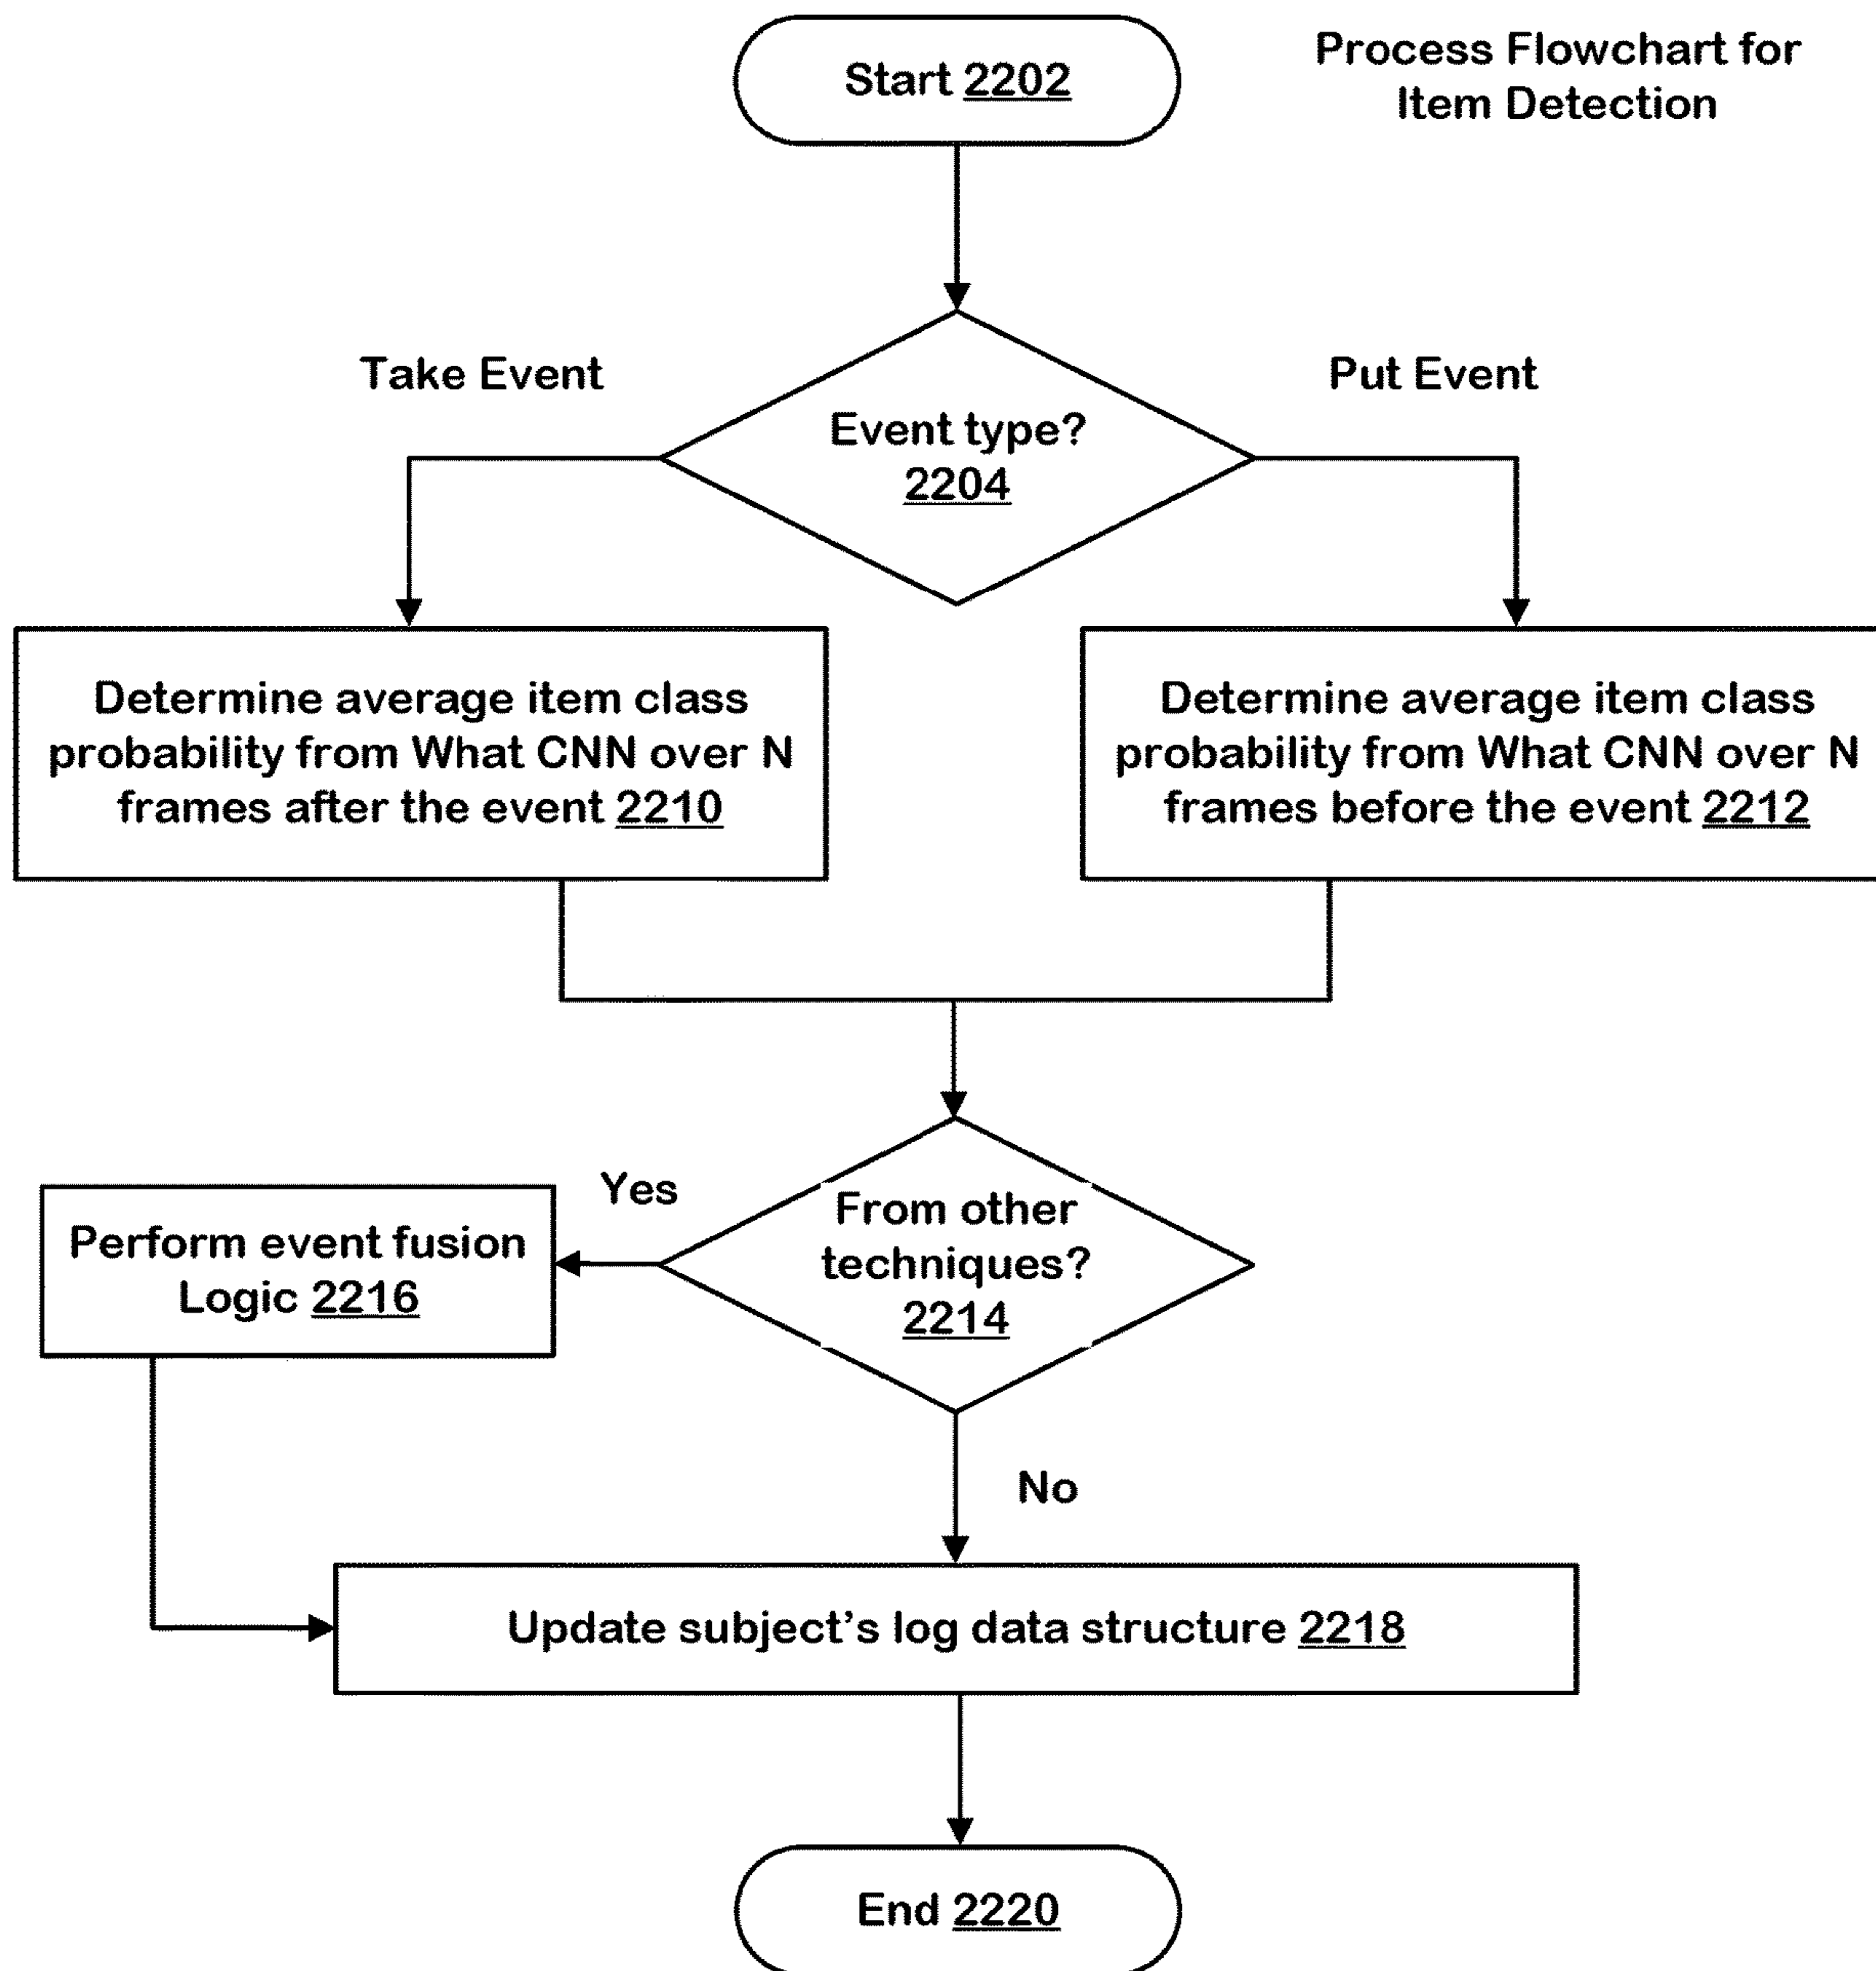 Start 2202
Process Flowchart for
Item Detection
Take Event
Put Event
Event type?
2204
Determine average item class
probability from What CNN over N
frames after the event 2210
Determine average item class
probability from What CNN over N
frames before the event 2212
Yes
From other
techniques?
2214
Perform event fusion
Logic 2216
No
Update subject’s log data structure 2218
End 2220